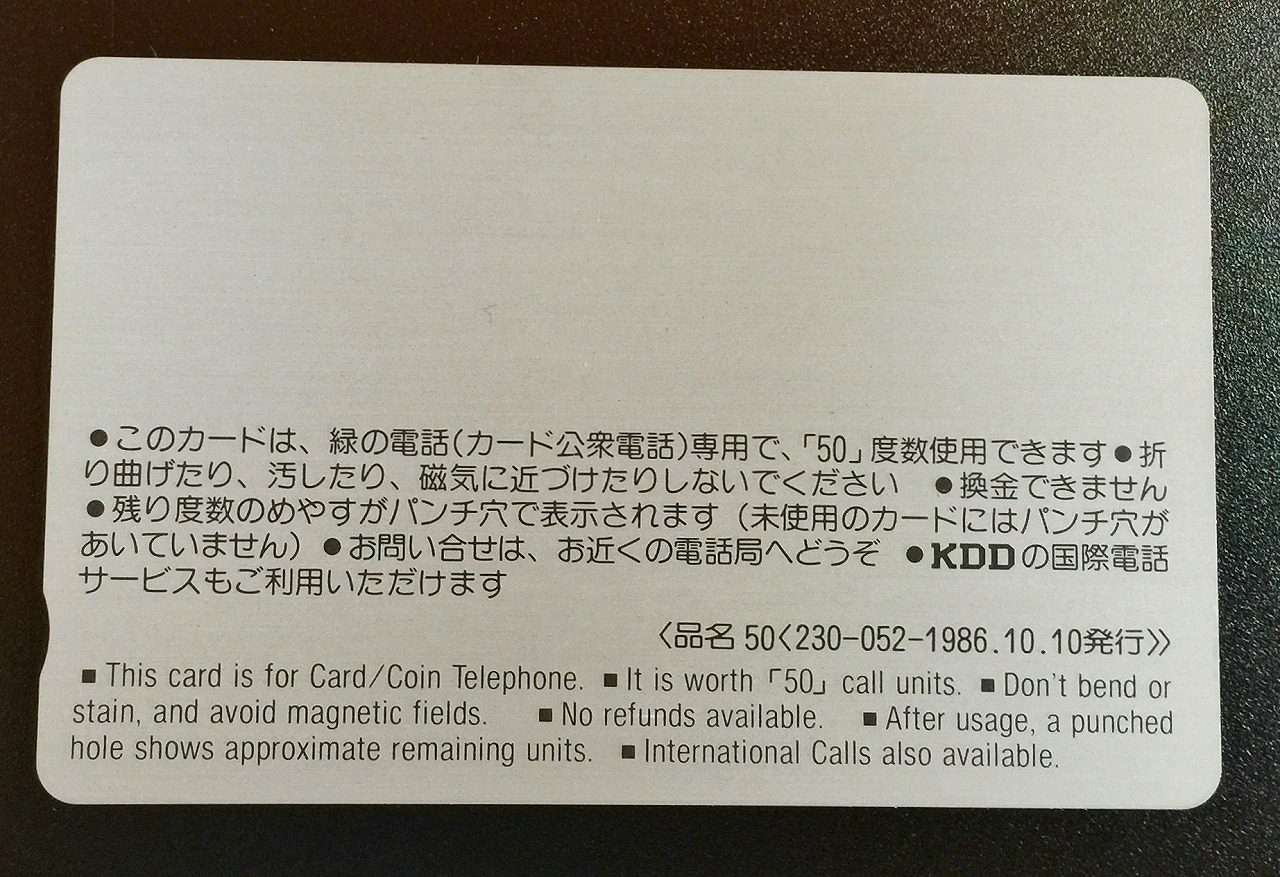 ●このカードは、緑の電話(カード公衆電話)専用で、「50」度数使用できます●折
り曲げたり、汚したり、磁気に近づけたりしないでください ●換金できません
●残り度数のめやすがパンチ穴で表示されます（未使用のカードにはパンチ穴が
あいていません）●お問い合せは、お近くの電話局へどうぞ ●KDDの国際電話
サービスもご利用いただけます
〈品名 50〈230-052-1986.10.10発行〉〉
■This card is for Card/Coin Telephone. ■It is worth「50」call units. ■Don't bend or
stain, and avoid magnetic fields. ■No refunds available. ■After usage, a punched
hole shows approximate remaining units. ■International Calls also available.